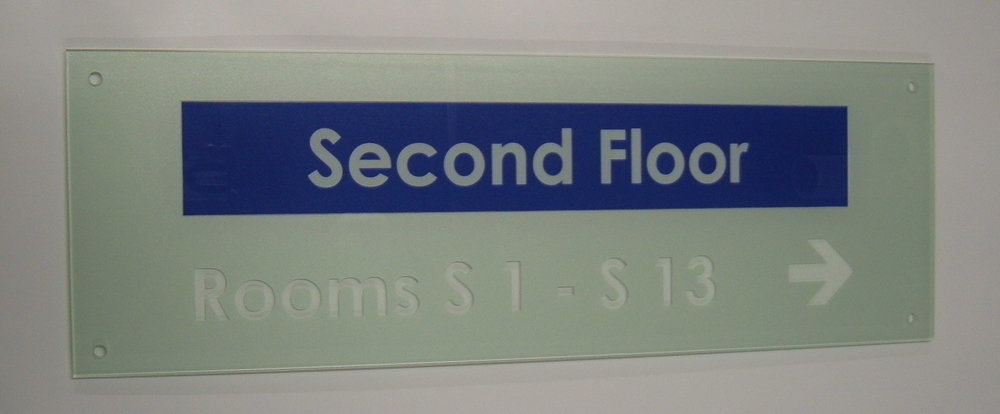 Second Floor
Rooms S 1 - S 13